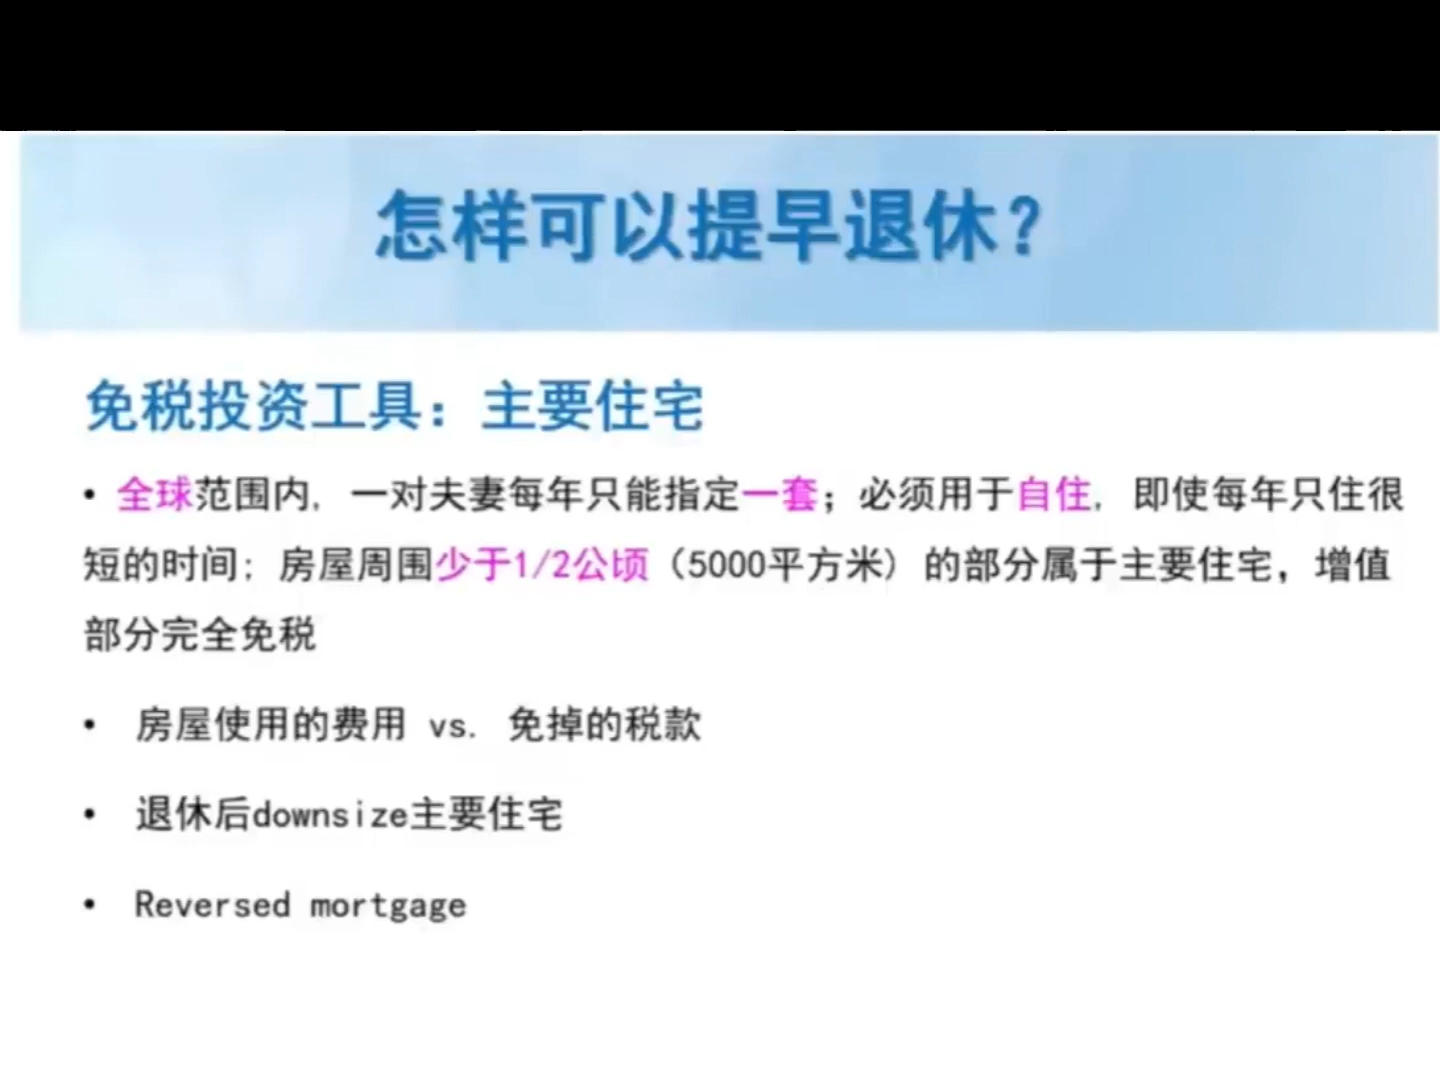 怎样可以提早退休？
免税投资工具：主要住宅
• 全球范围内, 一对夫妻每年只能指定一套；必须用于自住, 即使每年只住很
短的时间; 房屋周围少于1/2公顷（5000平方米）的部分属于主要住宅，增值
部分完全免税
• 房屋使用的费用 vs. 免掉的税款
• 退休后downsize主要住宅
• Reversed mortgage